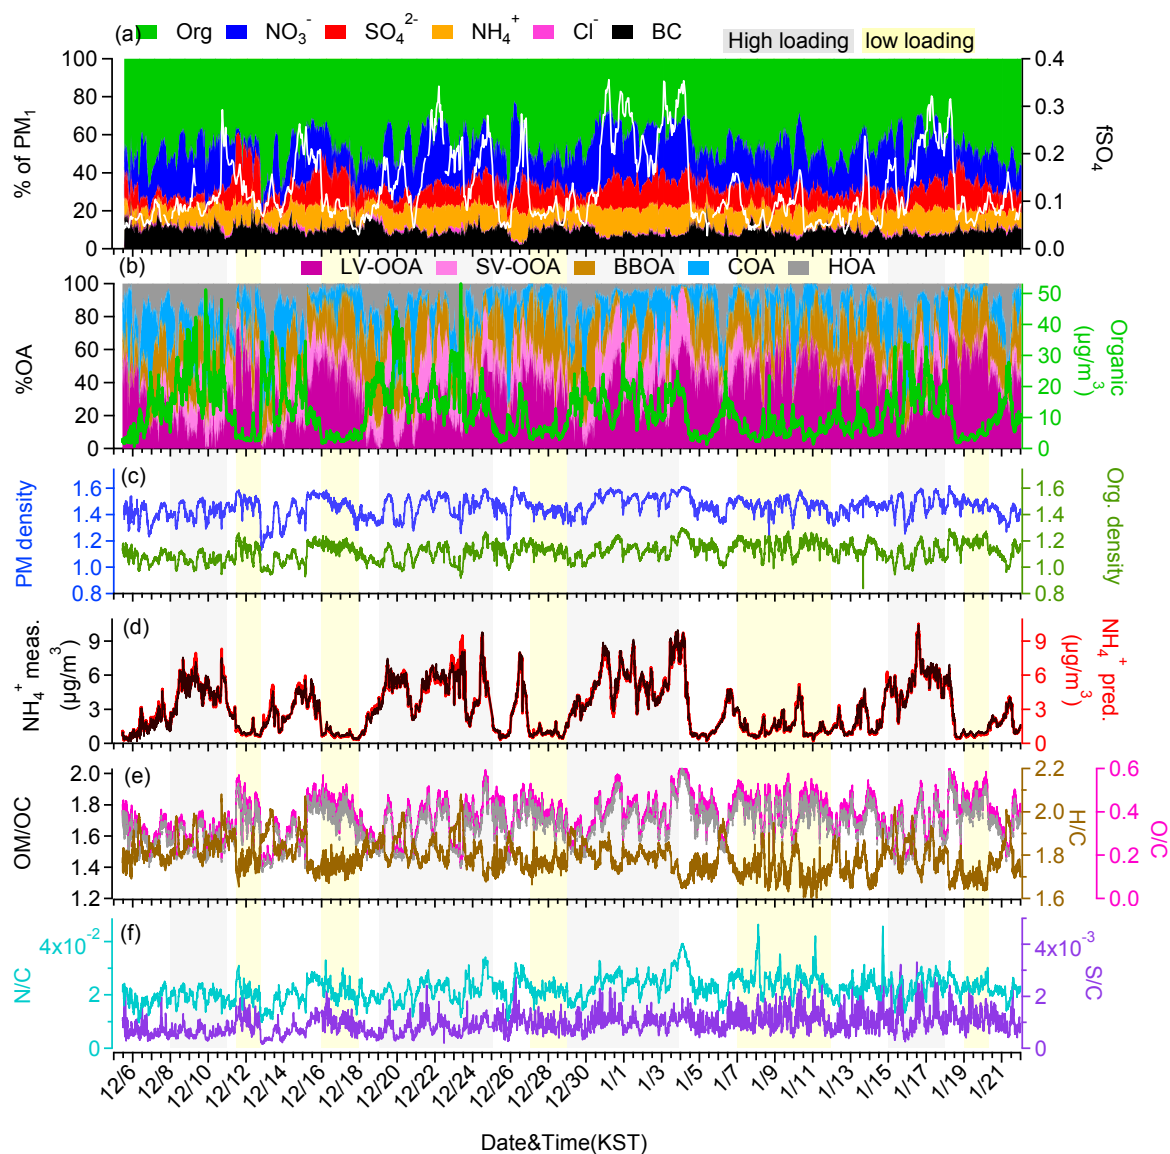 (a) Org NO₃⁻ SO₄²⁻ NH₄⁺ Cl⁻ BC
High loading low loading
100 80 60 40 20 0
% of PM₁
0.4 0.3 0.2 0.1 0.0
fSO₄
(b) LV-OOA SV-OOA BBOA COA HOA
100 80 60 40 20 0
%OA
50 40 30 20 10 0
Organic
(µg/m³)
(c)
1.6 1.4 1.2 1.0 0.8
PM density
1.6 1.4 1.2 1.0 0.8
Org. density
(d)
9 6 3 0
NH₄⁺ meas.
(µg/m³)
9 6 3 0
NH₄⁺ pred.
(µg/m³)
(e)
2.0 1.8 1.6 1.4 1.2
OM/OC
2.2 2.0 1.8 1.6
H/C
0.6 0.4 0.2 0.0
O/C
(f)
4x10⁻² 2 0
N/C
4x10⁻³ 2 0
S/C
12/6 12/8 12/10 12/12 12/14 12/16 12/18 12/20 12/22 12/24 12/26 12/28 12/30 1/1 1/3 1/5 1/7 1/9 1/11 1/13 1/15 1/17 1/19 1/21
Date&Time(KST)